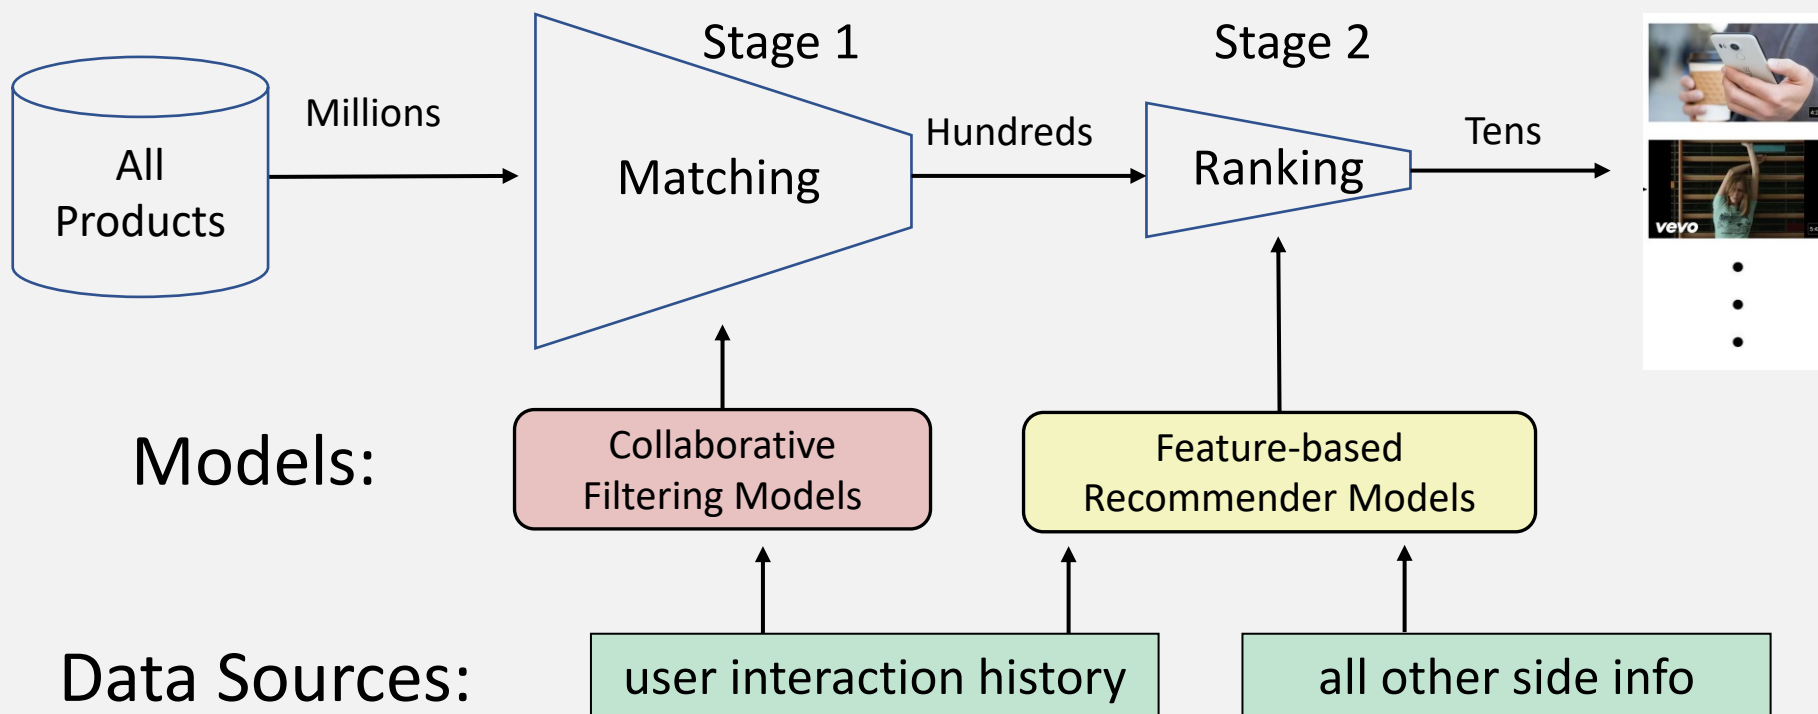 Stage 1
Stage 2
All
Products
Millions
Matching
Hundreds
Ranking
Tens
vevo
Models:
Collaborative
Filtering Models
Feature-based
Recommender Models
Data Sources:
user interaction history
all other side info